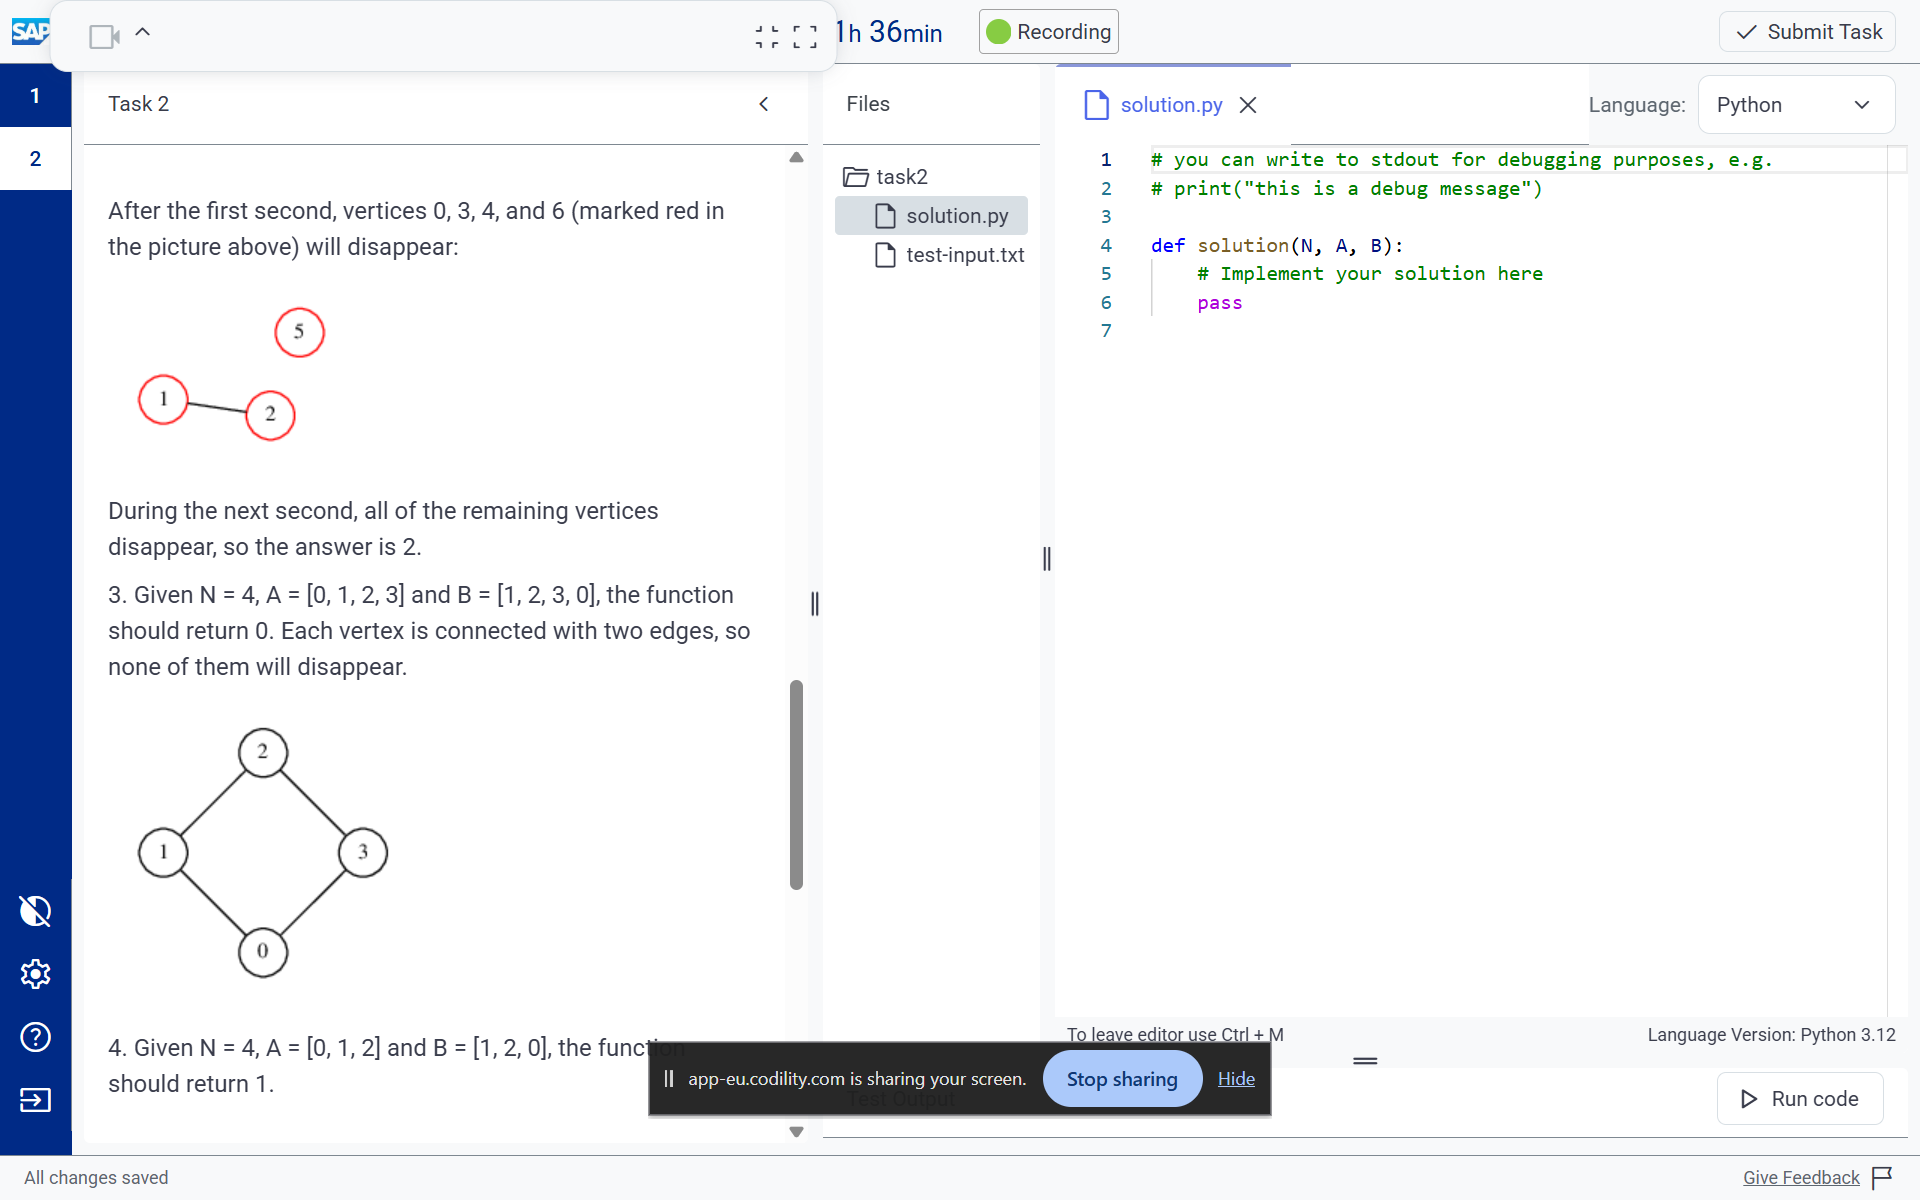 SAP
1h 36min
Recording
Submit Task
1
2
Task 2
After the first second, vertices 0, 3, 4, and 6 (marked red in
the picture above) will disappear:
5
1
2
During the next second, all of the remaining vertices
disappear, so the answer is 2.
3. Given N = 4, A = [0, 1, 2, 3] and B = [1, 2, 3, 0], the function
should return 0. Each vertex is connected with two edges, so
none of them will disappear.
2
1
3
0
4. Given N = 4, A = [0, 1, 2] and B = [1, 2, 0], the function
should return 1.
Files
task2
solution.py
test-input.txt
solution.py
Language:
Python
1 # you can write to stdout for debugging purposes, e.g.
2 # print("this is a debug message")
3
4 def solution(N, A, B):
5 # Implement your solution here
6 pass
7
To leave editor use Ctrl + M
Language Version: Python 3.12
app-eu.codility.com is sharing your screen.
Stop sharing
Hide
Test Output
Run code
All changes saved
Give Feedback